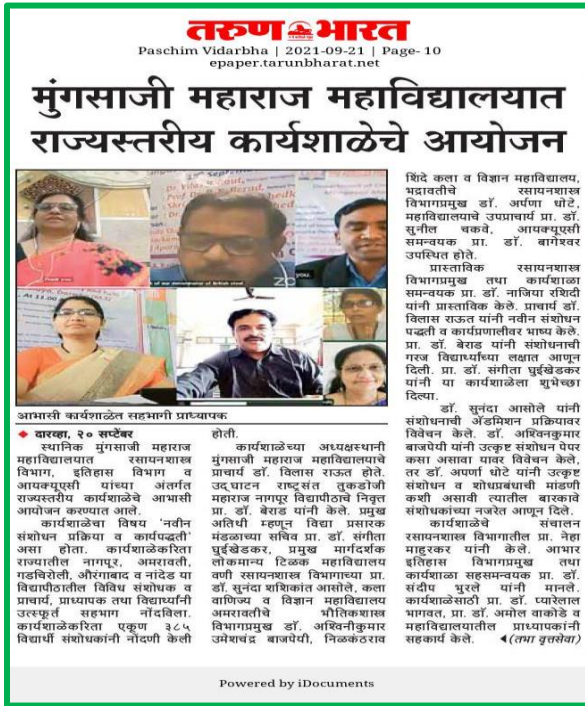 तरुण भारत
Paschim Vidarbha | 2021-09-21 | Page- 10
epaper.tarunbharat.net
मुंगसाजी महाराज महाविद्यालयात
राज्यस्तरीय कार्यशाळेचे आयोजन
आभासी कार्यशाळेत सहभागी प्राध्यापक
◆ दारव्हा, २० सप्टेंबर
स्थानिक मुंगसाजी महाराज
महाविद्यालयात रसायनशास्त्र
विभाग, इतिहास विभाग व
आयक्यूएसी यांच्या अंतर्गत
राज्यस्तरीय कार्यशाळेचे आभासी
आयोजन करण्यात आले.
कार्यशाळेचा विषय 'नवीन
संशोधन प्रक्रिया व कार्यपद्धती'
असा होता. कार्यशाळेकरिता
राज्यातील नागपूर, अमरावती,
गडचिरोली, औरंगाबाद व नांदेड या
विद्यापीठातील विविध संशोधक व
प्राचार्य, प्राध्यापक तथा विद्यार्थ्यांनी
उत्स्फूर्त सहभाग नोंदविला.
कार्यशाळेकरिता एकूण ३८५
विद्यार्थी संशोधकांनी नोंदणी केली
होती.
कार्यशाळेच्या अध्यक्षस्थानी
मुंगसाजी महाराज महाविद्यालयाचे
प्राचार्य डॉ. विलास राऊत होते.
उद्घाटन राष्ट्रसंत तुकडोजी
महाराज नागपूर विद्यापीठाचे निवृत्त
प्रा. डॉ. बेराड यांनी केले. प्रमुख
अतिथी म्हणून विद्या प्रसारक
मंडळाच्या सचिव प्रा. डॉ. संगीता
घुईखेडकर, प्रमुख मार्गदर्शक
लोकमान्य टिळक महाविद्यालय
वणी रसायनशास्त्र विभागाच्या प्रा.
डॉ. सुनंदा शशिकांत आसोले, कला
वाणिज्य व विज्ञान महाविद्यालय
अमरावतीचे भौतिकशास्त्र
विभागप्रमुख डॉ. अश्विनीकुमार
उमेशचंद्र बाजपेयी, निळकंठराव
शिंदे कला व विज्ञान महाविद्यालय,
भद्रावतीचे रसायनशास्त्र
विभागप्रमुख डॉ. अर्पणा धोटे,
महाविद्यालयाचे उपप्राचार्य प्रा. डॉ.
सुनील चकवे, आयक्यूएसी
समन्वयक प्रा. डॉ. बागेश्वर
उपस्थित होते.
प्रास्ताविक रसायनशास्त्र
विभागप्रमुख तथा कार्यशाळा
समन्वयक प्रा. डॉ. नाजिया रशिदी
यांनी प्रास्ताविक केले. प्राचार्य डॉ.
विलास राऊत यांनी नवीन संशोधन
पद्धती व कार्यप्रणालीवर भाष्य केले.
प्रा. डॉ. बेराड यांनी संशोधनाची
गरज विद्यार्थ्यांच्या लक्षात आणून
दिली. प्रा. डॉ. संगीता घुईखेडकर
यांनी या कार्यशाळेला शुभेच्छा
दिल्या.
डॉ. सुनंदा आसोले यांनी
संशोधनाची ॲडमिशन प्रक्रियावर
विवेचन केले. डॉ. अश्विनकुमार
बाजपेयी यांनी उत्कृष्ट संशोधन पेपर
कसा असावा यावर विवेचन केले,
तर डॉ. अपर्णा धोटे यांनी उत्कृष्ट
संशोधन व शोधप्रबंधाची मांडणी
कशी असावी त्यातील बारकावे
संशोधकांच्या नजरेत आणून दिले.
कार्यशाळेचे संचालन
रसायनशास्त्र विभागातील प्रा. नेहा
माहुरकर यांनी केले. आभार
इतिहास विभागप्रमुख तथा
कार्यशाळा सहसमन्वयक प्रा. डॉ.
संदीप भुरले यांनी मानले.
कार्यशाळेसाठी प्रा. डॉ. प्यारेलाल
भागवत, प्रा. डॉ. अमोल वाकोडे व
महाविद्यालयातील प्राध्यापकांनी
सहकार्य केले. ◀(तभा वृत्तसेवा)
Powered by iDocuments